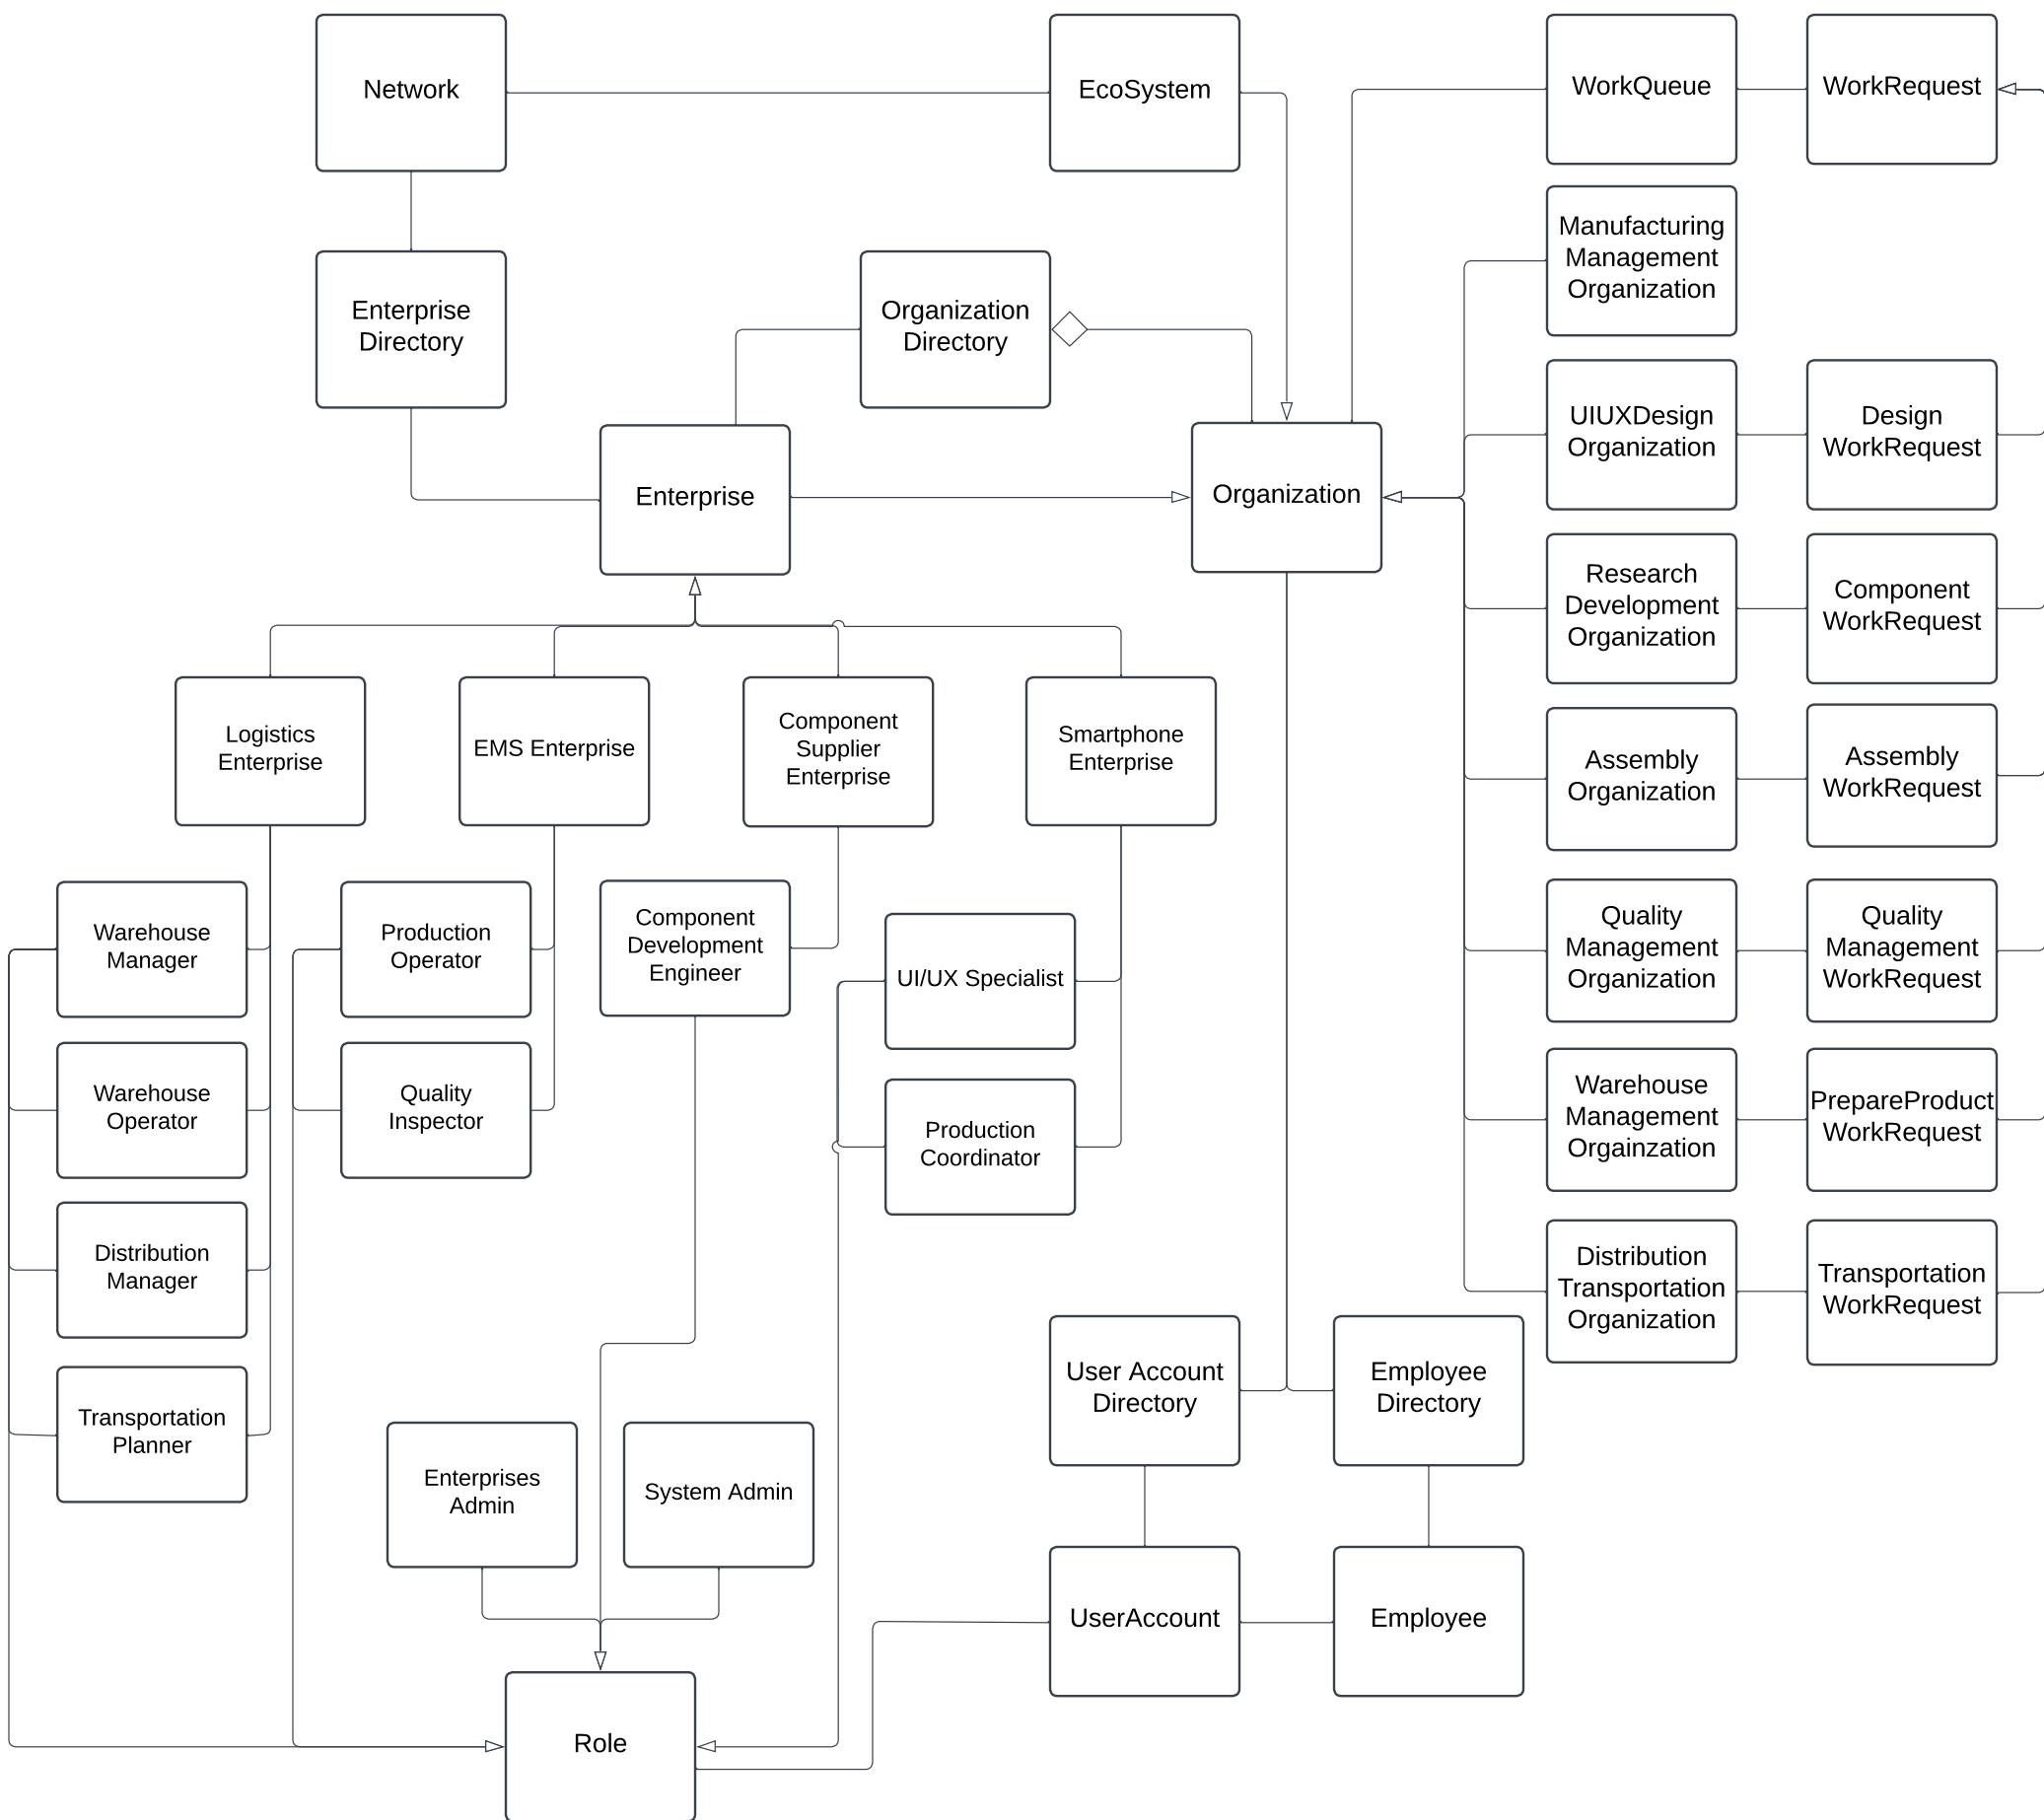 Network
EcoSystem
WorkQueue
WorkRequest
Manufacturing
Management
Organization
Enterprise
Directory
Organization
Directory
UIUXDesign
Organization
Design
WorkRequest
Enterprise
Organization
Research
Development
Organization
Component
WorkRequest
Logistics
Enterprise
EMS Enterprise
Component
Supplier
Enterprise
Smartphone
Enterprise
Assembly
Organization
Assembly
WorkRequest
Warehouse
Manager
Production
Operator
Component
Development
Engineer
UI/UX Specialist
Quality
Management
Organization
Quality
Management
WorkRequest
Warehouse
Operator
Quality
Inspector
Production
Coordinator
Warehouse
Management
Orgainzation
PrepareProduct
WorkRequest
Distribution
Manager
Distribution
Transportation
Organization
Transportation
WorkRequest
Transportation
Planner
Enterprises
Admin
System Admin
User Account
Directory
Employee
Directory
UserAccount
Employee
Role